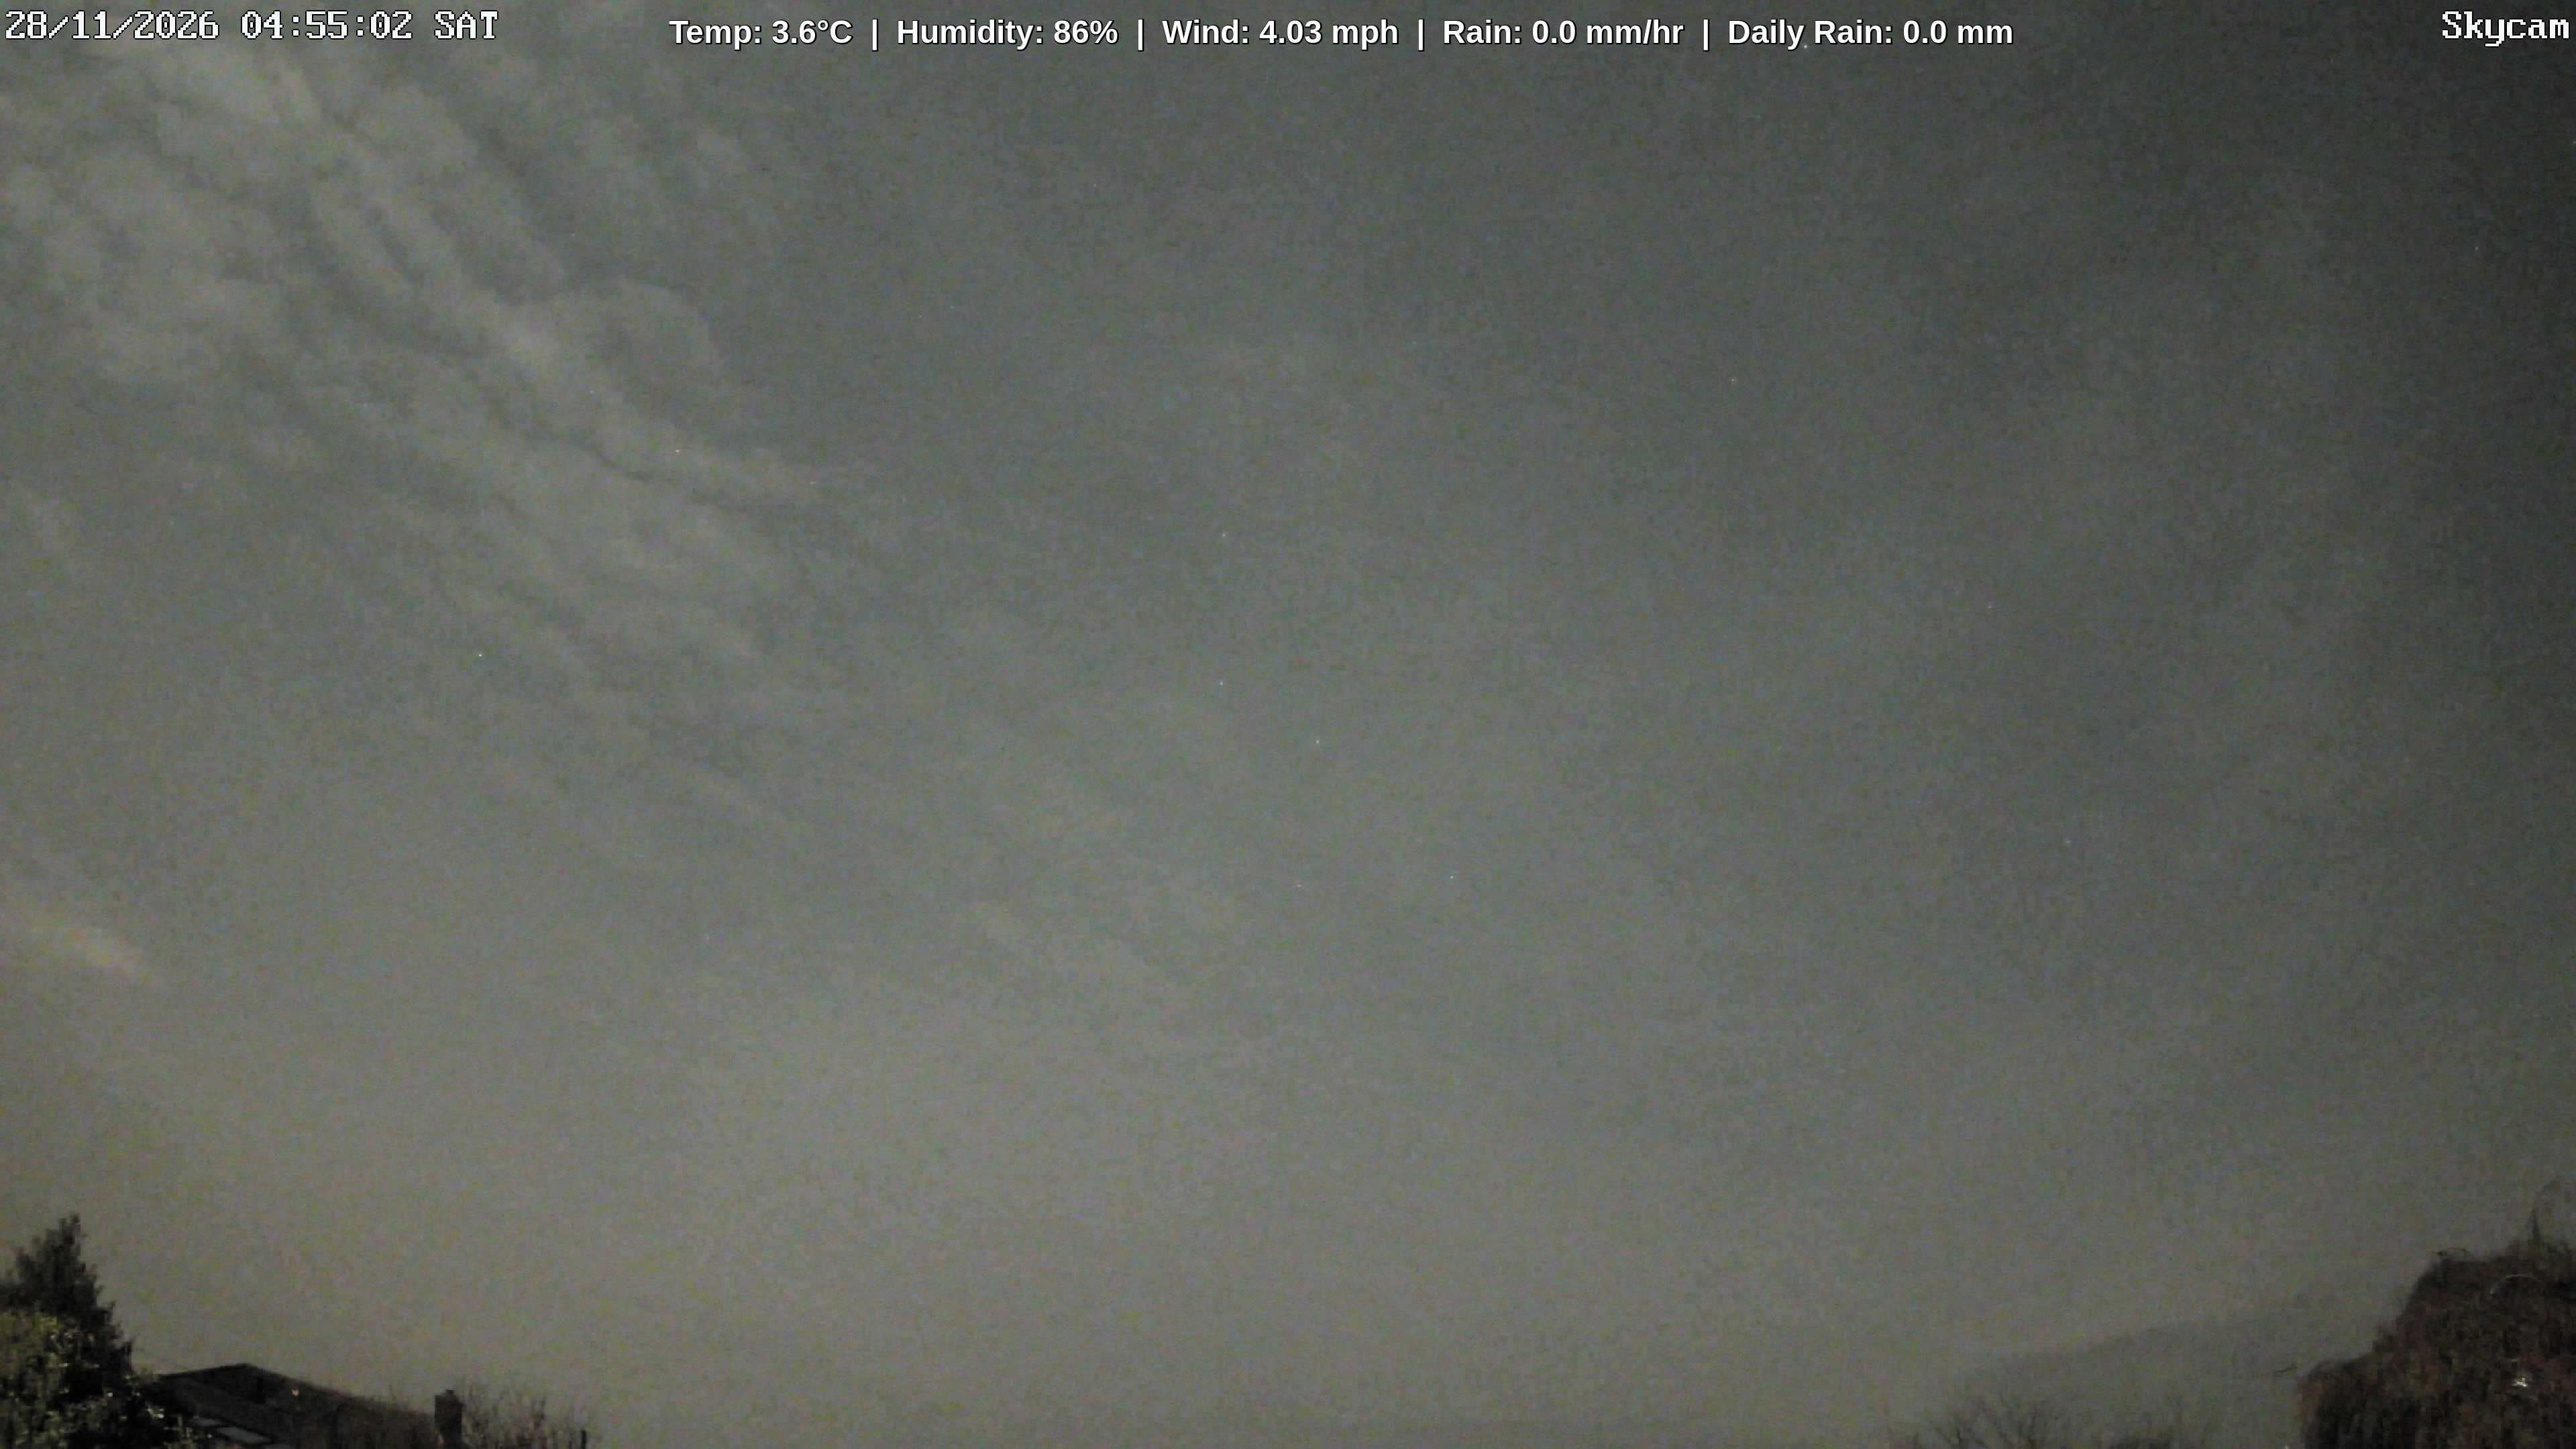 28/11/2026 04:55:02 SAT
Temp: 3.6°C | Humidity: 86% | Wind: 4.03 mph | Rain: 0.0 mm/hr | Daily Rain: 0.0 mm
Skycam